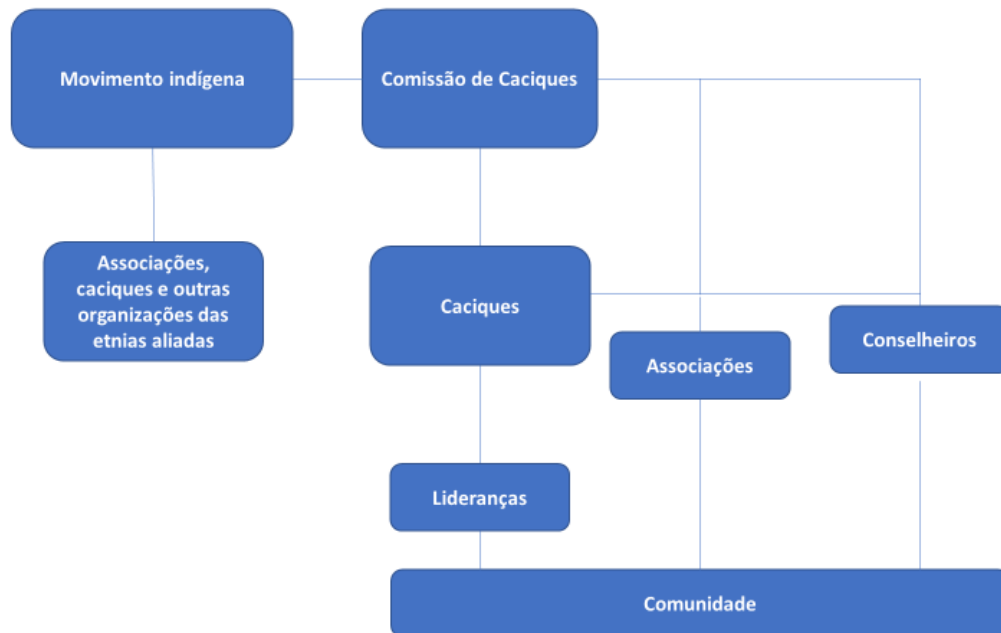 Movimento indígena
Comissão de Caciques
Associações,
caciques e outras
organizações das
etnias aliadas
Caciques
Associações
Conselheiros
Lideranças
Comunidade